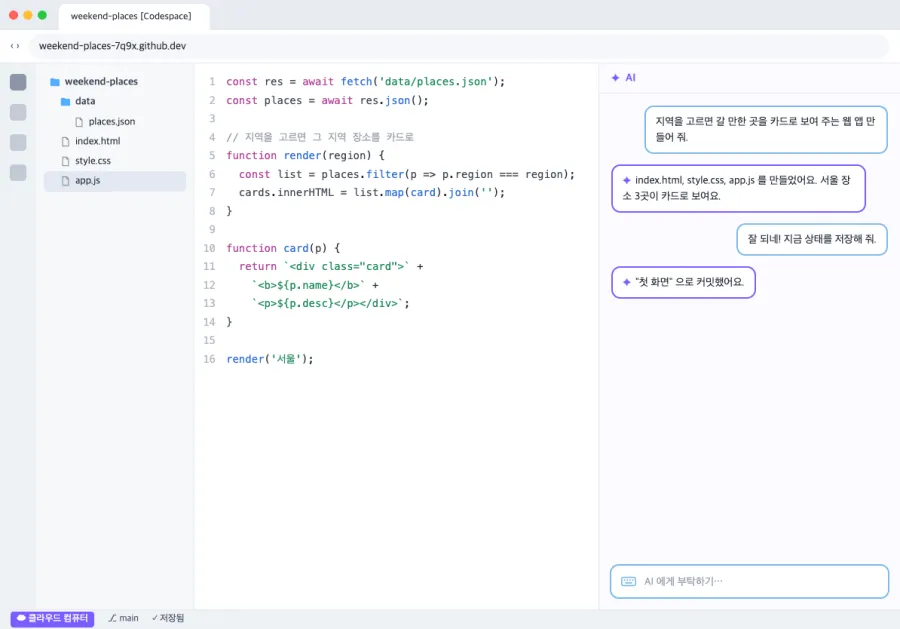 weekend-places [Codespace]
weekend-places-7q9x.github.dev
weekend-places
data
places.json
index.html
style.css
app.js
1 const res = await fetch('data/places.json');
2 const places = await res.json();
3
4 // 지역을 고르면 그 지역 장소를 카드로
5 function render(region) {
6   const list = places.filter(p => p.region === region);
7   cards.innerHTML = list.map(card).join('');
8 }
9
10 function card(p) {
11   return `<div class="card">` +
12     `<b>${p.name}</b>` +
13     `<p>${p.desc}</p></div>`;
14 }
15
16 render('서울');
AI
지역을 고르면 갈 만한 곳을 카드로 보여 주는 웹 앱 만
들어 줘.
index.html, style.css, app.js 를 만들었어요. 서울 장
소 3곳이 카드로 보여요.
잘 되네! 지금 상태를 저장해 줘.
"첫 화면" 으로 커밋했어요.
AI 에게 부탁하기…
클라우드 컴퓨터 main ✓저장됨